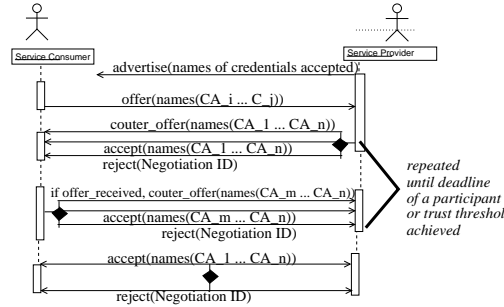 Service Consumer
Service Provider
advertise(names of credentials accepted)
offer(names(CA_i ... C_j))
couter_offer(names(CA_1 ... CA_n))
accept(names(CA_1 ... CA_n))
reject(Negotiation ID)
repeated
until deadline
of a participant
or trust threshold
achieved
if offer_received, couter_offer(names(CA_m ... CA_n))
accept(names(CA_m ... CA_n))
reject(Negotiation ID)
accept(names(CA_1 ... CA_n))
reject(Negotiation ID)